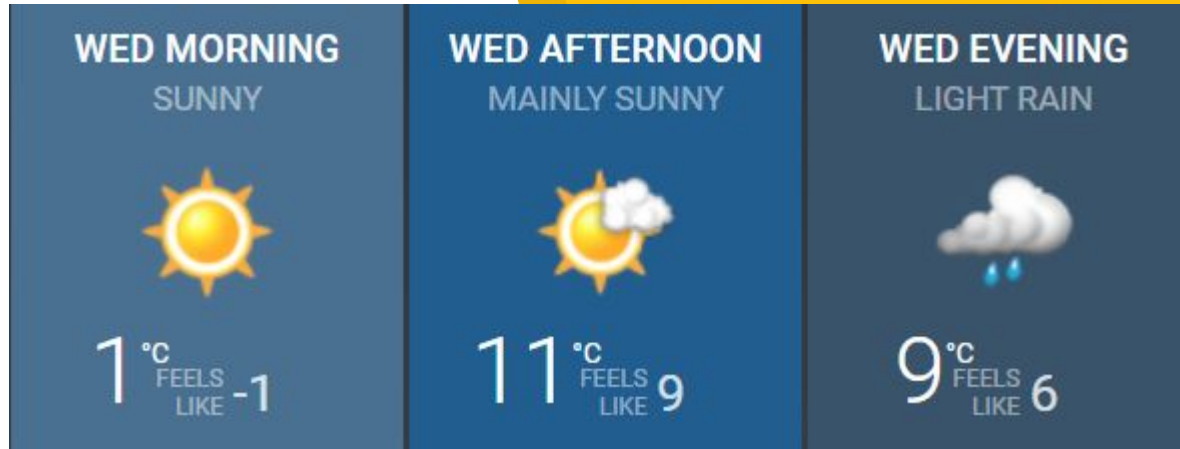 WED MORNING
SUNNY
1 °C
FEELS
LIKE -1
WED AFTERNOON
MAINLY SUNNY
11 °C
FEELS
LIKE 9
WED EVENING
LIGHT RAIN
9 °C
FEELS
LIKE 6